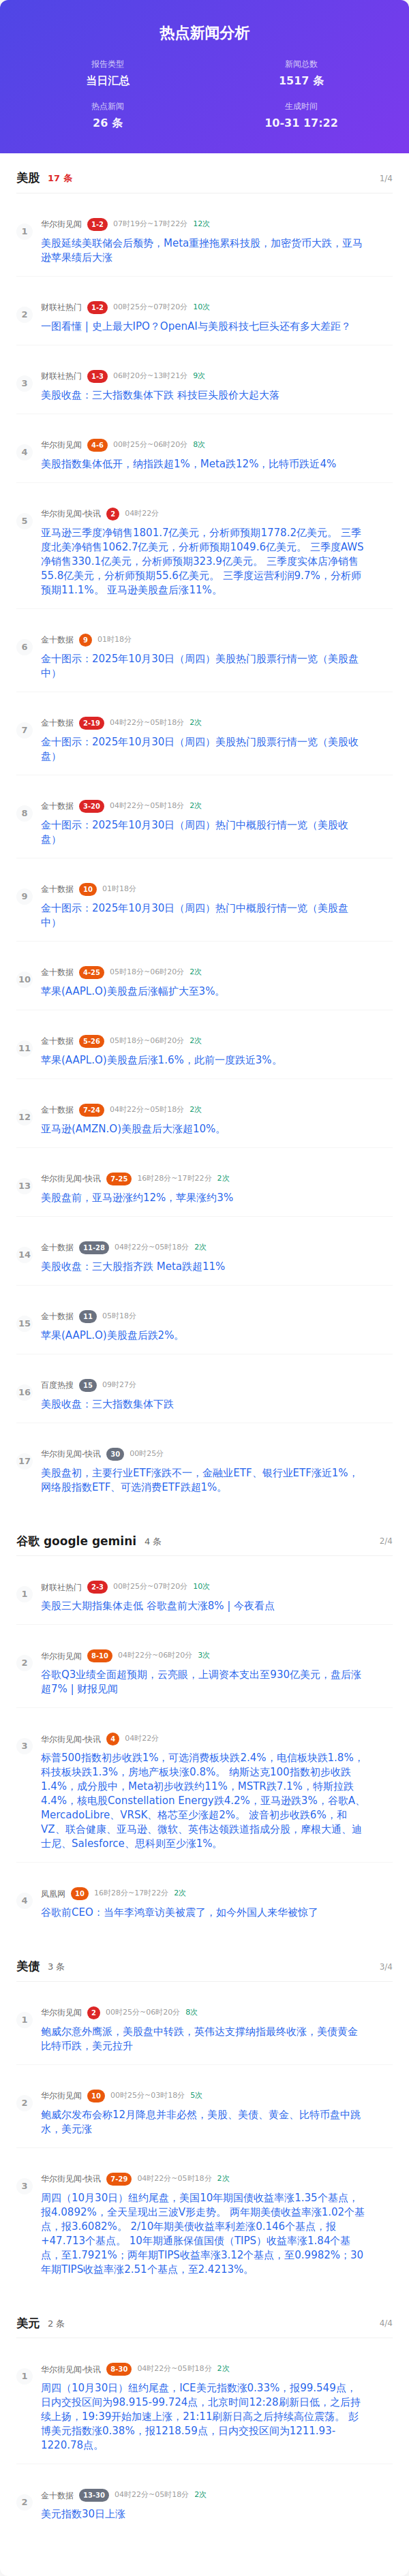 热点新闻分析
报告类型
当日汇总
新闻总数
1517 条
热点新闻
26 条
生成时间
10-31 17:22
美股 17 条 1/4
1
华尔街见闻 1-2 07时19分~17时22分 12次
美股延续美联储会后颓势，Meta重挫拖累科技股，加密货币大跌，亚马
逊苹果绩后大涨
2
财联社热门 1-2 00时25分~07时20分 10次
一图看懂 | 史上最大IPO？OpenAI与美股科技七巨头还有多大差距？
3
财联社热门 1-3 06时20分~13时21分 9次
美股收盘：三大指数集体下跌 科技巨头股价大起大落
4
华尔街见闻 4-6 00时25分~06时20分 8次
美股指数集体低开，纳指跌超1%，Meta跌12%，比特币跌近4%
5
华尔街见闻-快讯 2 04时22分
亚马逊三季度净销售1801.7亿美元，分析师预期1778.2亿美元。 三季
度北美净销售1062.7亿美元，分析师预期1049.6亿美元。 三季度AWS
净销售330.1亿美元，分析师预期323.9亿美元。 三季度实体店净销售
55.8亿美元，分析师预期55.6亿美元。 三季度运营利润9.7%，分析师
预期11.1%。 亚马逊美股盘后涨11%。
6
金十数据 9 01时18分
金十图示：2025年10月30日（周四）美股热门股票行情一览（美股盘
中）
7
金十数据 2-19 04时22分~05时18分 2次
金十图示：2025年10月30日（周四）美股热门股票行情一览（美股收
盘）
8
金十数据 3-20 04时22分~05时18分 2次
金十图示：2025年10月30日（周四）热门中概股行情一览（美股收
盘）
9
金十数据 10 01时18分
金十图示：2025年10月30日（周四）热门中概股行情一览（美股盘
中）
10
金十数据 4-25 05时18分~06时20分 2次
苹果(AAPL.O)美股盘后涨幅扩大至3%。
11
金十数据 5-26 05时18分~06时20分 2次
苹果(AAPL.O)美股盘后涨1.6%，此前一度跌近3%。
12
金十数据 7-24 04时22分~05时18分 2次
亚马逊(AMZN.O)美股盘后大涨超10%。
13
华尔街见闻-快讯 7-25 16时28分~17时22分 2次
美股盘前，亚马逊涨约12%，苹果涨约3%
14
金十数据 11-28 04时22分~05时18分 2次
美股收盘：三大股指齐跌 Meta跌超11%
15
金十数据 11 05时18分
苹果(AAPL.O)美股盘后跌2%。
16
百度热搜 15 09时27分
美股收盘：三大指数集体下跌
17
华尔街见闻-快讯 30 00时25分
美股盘初，主要行业ETF涨跌不一，金融业ETF、银行业ETF涨近1%，
网络股指数ETF、可选消费ETF跌超1%。
谷歌 google gemini 4 条 2/4
1
财联社热门 2-3 00时25分~07时20分 10次
美股三大期指集体走低 谷歌盘前大涨8% | 今夜看点
2
华尔街见闻 8-10 04时22分~06时20分 3次
谷歌Q3业绩全面超预期，云亮眼，上调资本支出至930亿美元，盘后涨
超7% | 财报见闻
3
华尔街见闻-快讯 4 04时22分
标普500指数初步收跌1%，可选消费板块跌2.4%，电信板块跌1.8%，
科技板块跌1.3%，房地产板块涨0.8%。 纳斯达克100指数初步收跌
1.4%，成分股中，Meta初步收跌约11%，MSTR跌7.1%，特斯拉跌
4.4%，核电股Constellation Energy跌4.2%，亚马逊跌3%，谷歌A、
MercadoLibre、VRSK、格芯至少涨超2%。 波音初步收跌6%，和
VZ、联合健康、亚马逊、微软、英伟达领跌道指成分股，摩根大通、迪
士尼、Salesforce、思科则至少涨1%。
4
凤凰网 10 16时28分~17时22分 2次
谷歌前CEO：当年李鸿章访美被震了，如今外国人来华被惊了
美债 3 条 3/4
1
华尔街见闻 2 00时25分~06时20分 8次
鲍威尔意外鹰派，美股盘中转跌，英伟达支撑纳指最终收涨，美债黄金
比特币跌，美元拉升
2
华尔街见闻 10 00时25分~03时18分 5次
鲍威尔发布会称12月降息并非必然，美股、美债、黄金、比特币盘中跳
水，美元涨
3
华尔街见闻-快讯 7-29 04时22分~05时18分 2次
周四（10月30日）纽约尾盘，美国10年期国债收益率涨1.35个基点，
报4.0892%，全天呈现出三波V形走势。 两年期美债收益率涨1.02个基
点，报3.6082%。 2/10年期美债收益率利差涨0.146个基点，报
+47.713个基点。 10年期通胀保值国债（TIPS）收益率涨1.84个基
点，至1.7921%；两年期TIPS收益率涨3.12个基点，至0.9982%；30
年期TIPS收益率涨2.51个基点，至2.4213%。
美元 2 条 4/4
1
华尔街见闻-快讯 8-30 04时22分~05时18分 2次
周四（10月30日）纽约尾盘，ICE美元指数涨0.33%，报99.549点，
日内交投区间为98.915-99.724点，北京时间12:28刷新日低，之后持
续上扬，19:39开始加速上涨，21:11刷新日高之后持续高位震荡。 彭
博美元指数涨0.38%，报1218.59点，日内交投区间为1211.93-
1220.78点。
2
金十数据 13-30 04时22分~05时18分 2次
美元指数30日上涨